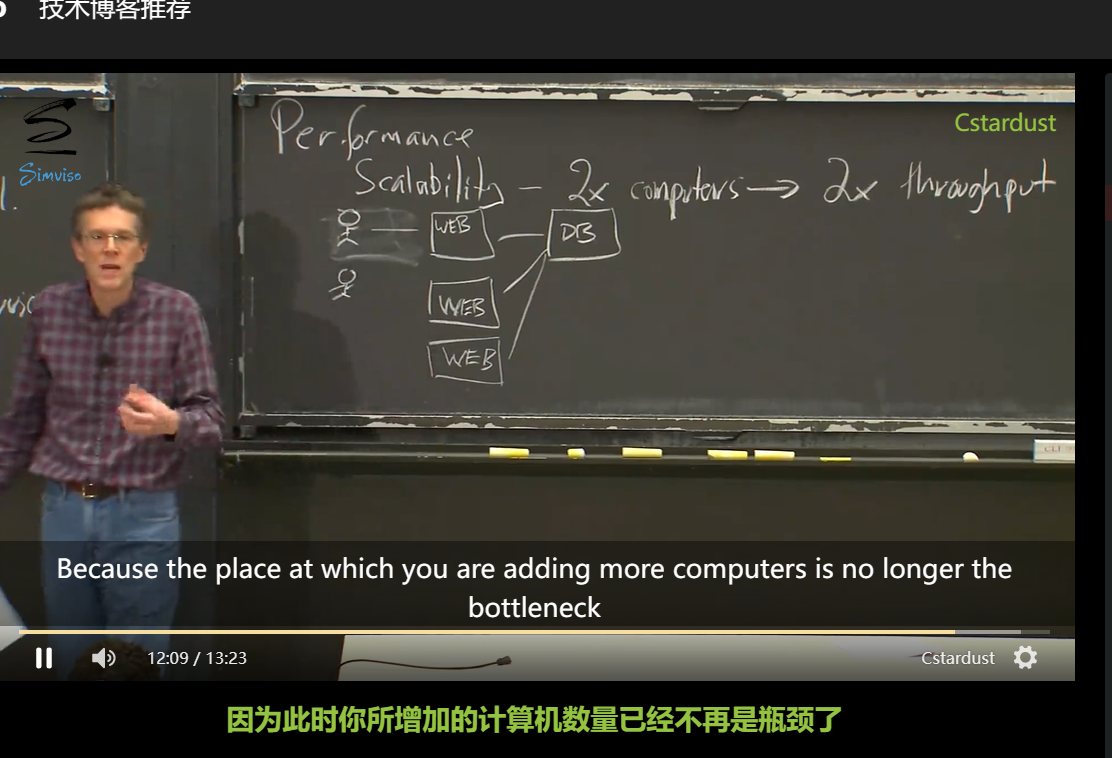 技术博客推荐
Simviso
Cstardust
Performance
Scalability – 2x computers → 2x throughput
WEB
DB
WEB
WEB
Because the place at which you are adding more computers is no longer the
bottleneck
12:09 / 13:23
Cstardust
因为此时你所增加的计算机数量已经不再是瓶颈了